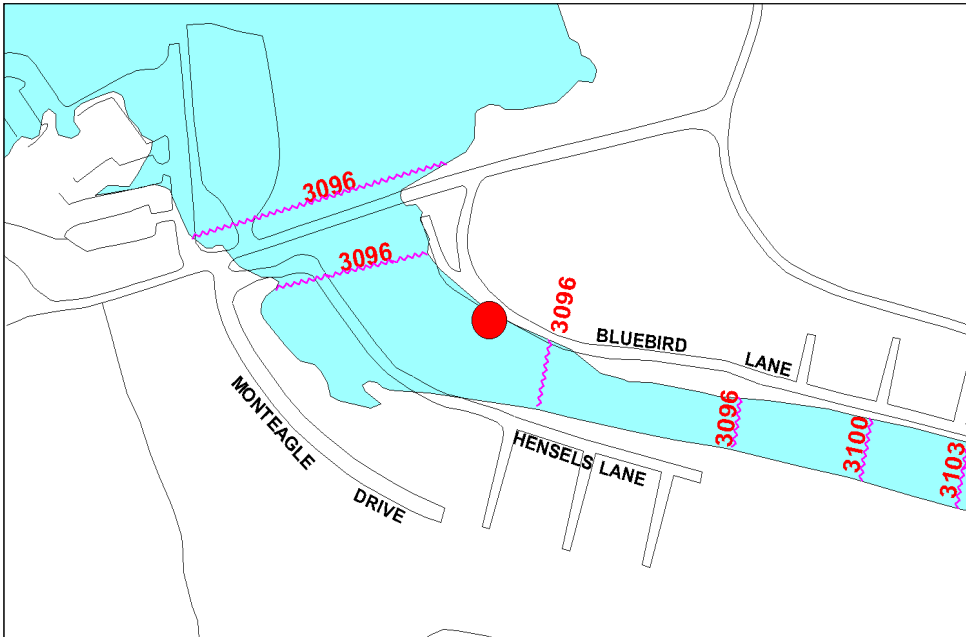 3096
3096
3096
BLUEBIRD
LANE
MONTEAGLE
DRIVE
HENSELS LANE
3096
3100
3103